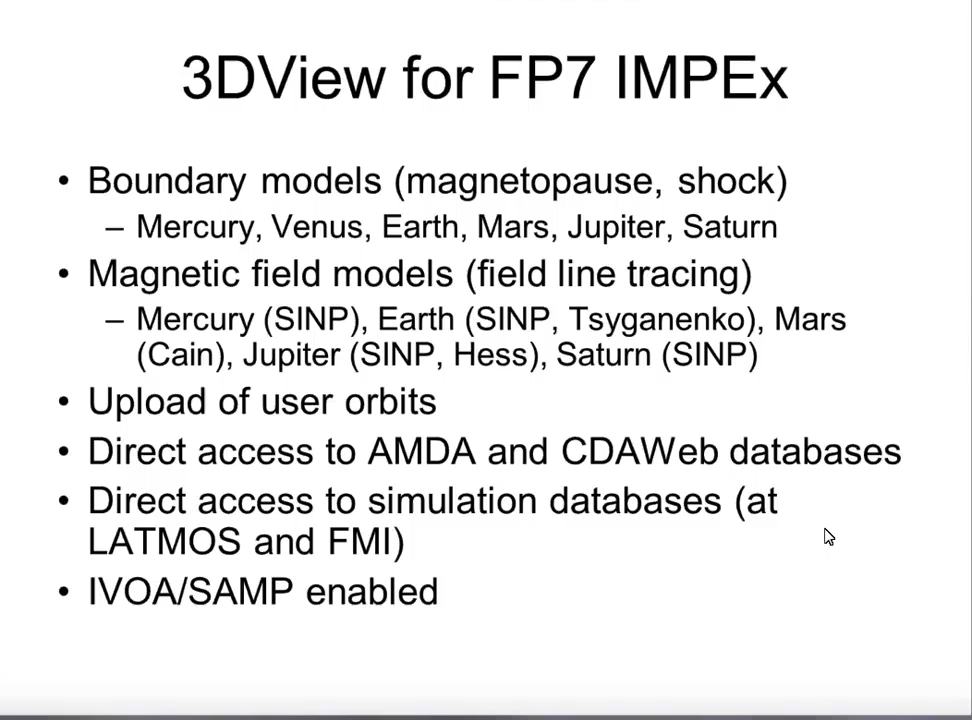 3DView for FP7 IMPEx
• Boundary models (magnetopause, shock)
– Mercury, Venus, Earth, Mars, Jupiter, Saturn
• Magnetic field models (field line tracing)
– Mercury (SINP), Earth (SINP, Tsyganenko), Mars
(Cain), Jupiter (SINP, Hess), Saturn (SINP)
• Upload of user orbits
• Direct access to AMDA and CDAWeb databases
• Direct access to simulation databases (at
LATMOS and FMI)
• IVOA/SAMP enabled